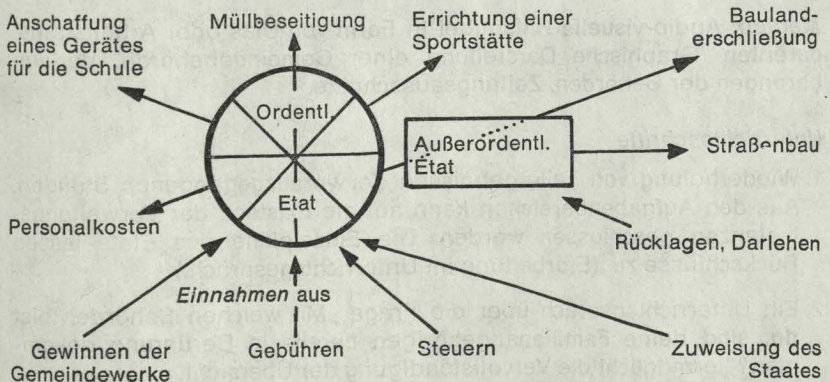 Anschaffung
eines Gerätes
für die Schule
Müllbeseitigung
Errichtung einer
Sportstätte
Bauland-
erschließung
Ordentl.
Etat
Außerordentl.
Etat
Straßenbau
Personalkosten
Rücklagen, Darlehen
Einnahmen aus
Gewinnen der
Gemeindewerke
Gebühren
Steuern
Zuweisung des
Staates